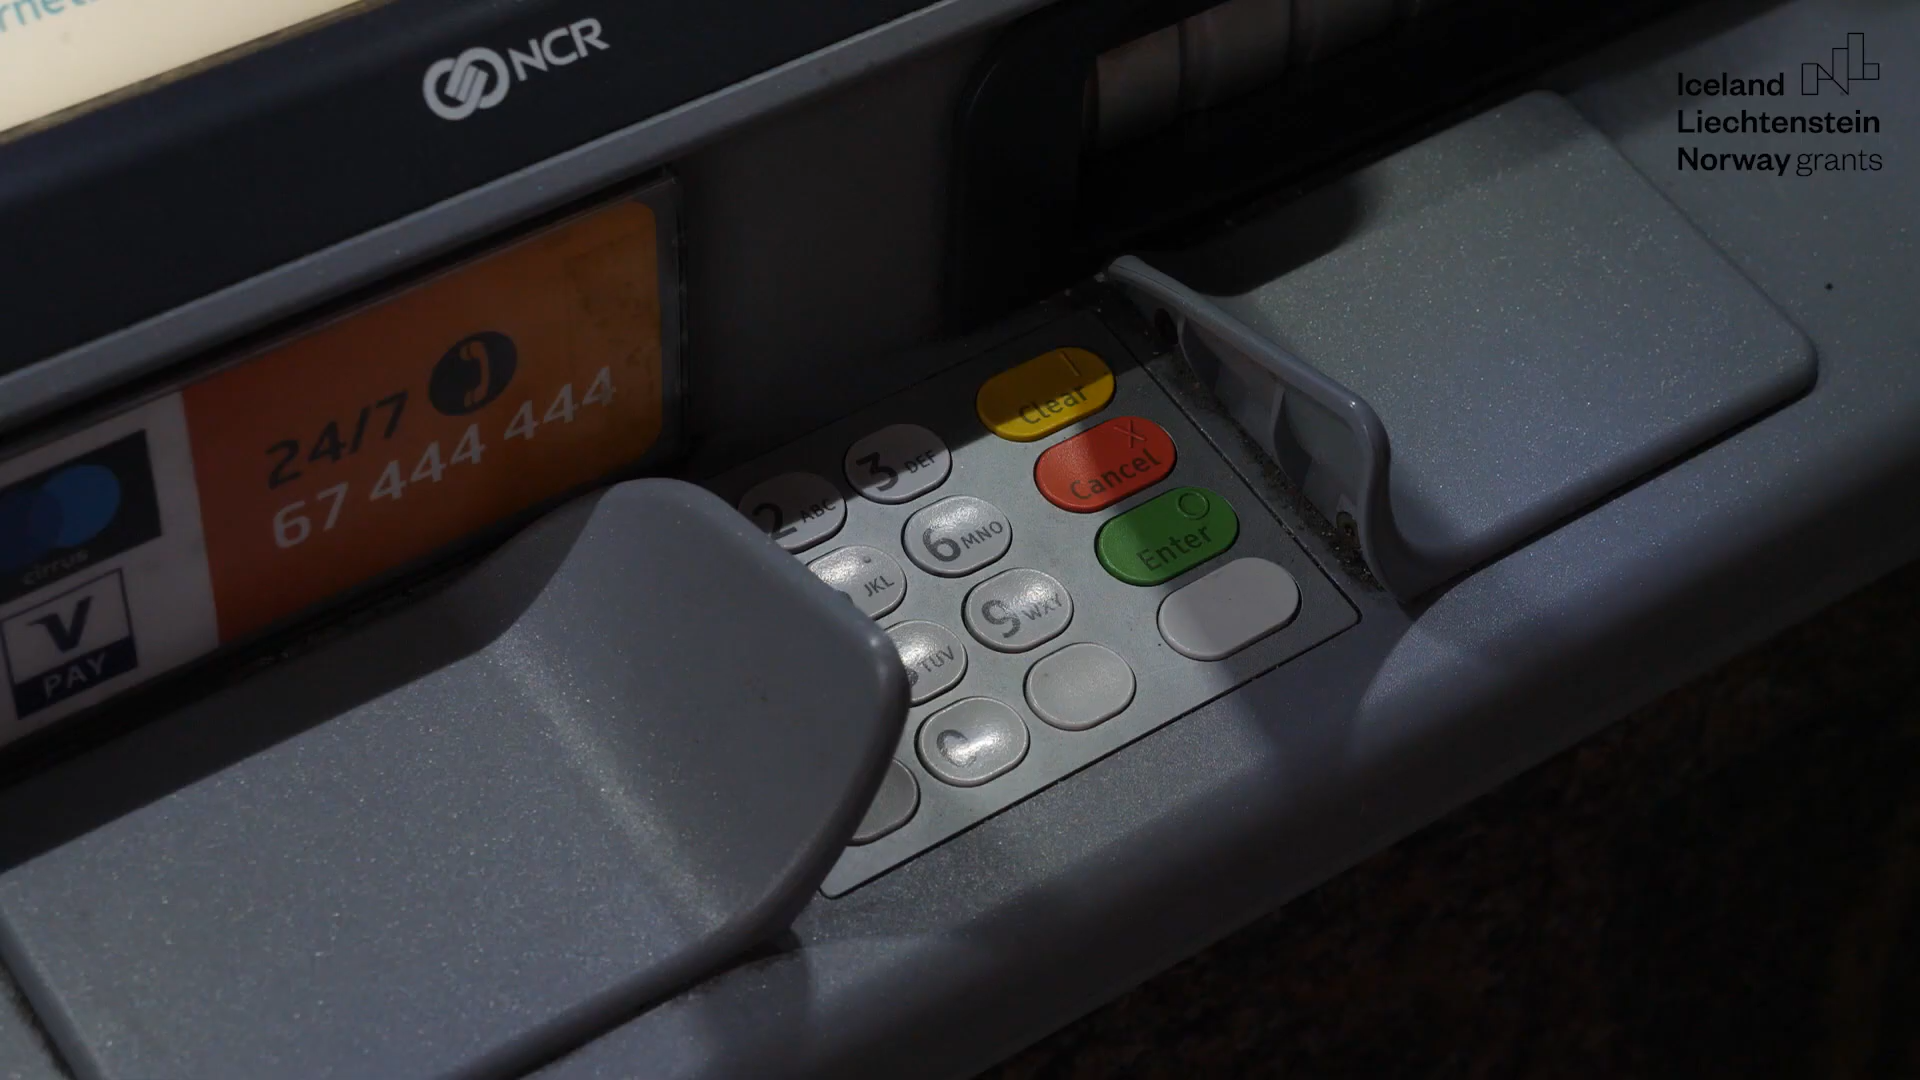 NCR
Iceland
Liechtenstein
Norway grants
24/7
67 444 444
cirrus
V
PAY
Clear
Cancel
Enter
2 ABC
3 DEF
JKL
6 MNO
TUV
9 WXY